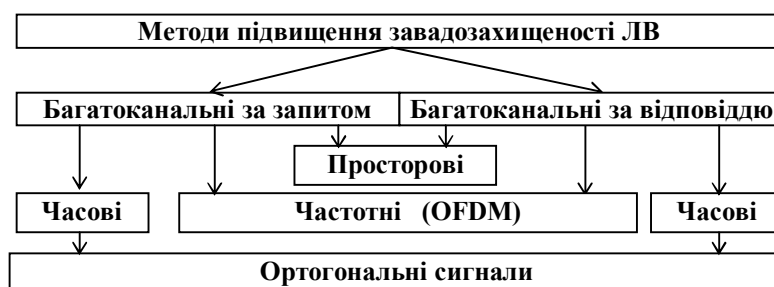 Методи підвищення завадозахищеності ЛВ
Багатоканальні за запитом
Багатоканальні за відповіддю
Просторові
Часові
Частотні (OFDM)
Часові
Ортогональні сигнали